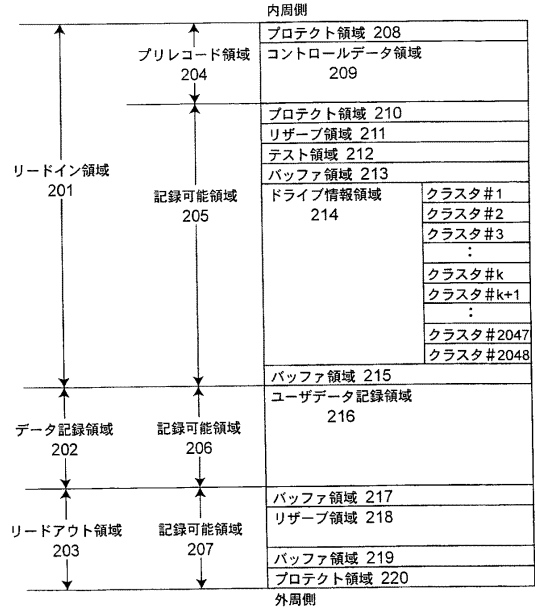 内周側
プロテクト領域 208
プリレコード領域
204
コントロールデータ領域
209
プロテクト領域 210
リザーブ領域 211
テスト領域 212
バッファ領域 213
リードイン領域
201
記録可能領域
205
ドライブ情報領域
214
クラスタ#1
クラスタ#2
クラスタ#3
:
クラスタ#k
クラスタ#k+1
:
クラスタ#2047
クラスタ#2048
バッファ領域 215
データ記録領域
202
記録可能領域
206
ユーザデータ記録領域
216
バッファ領域 217
リードアウト領域
203
記録可能領域
207
リザーブ領域 218
バッファ領域 219
プロテクト領域 220
外周側